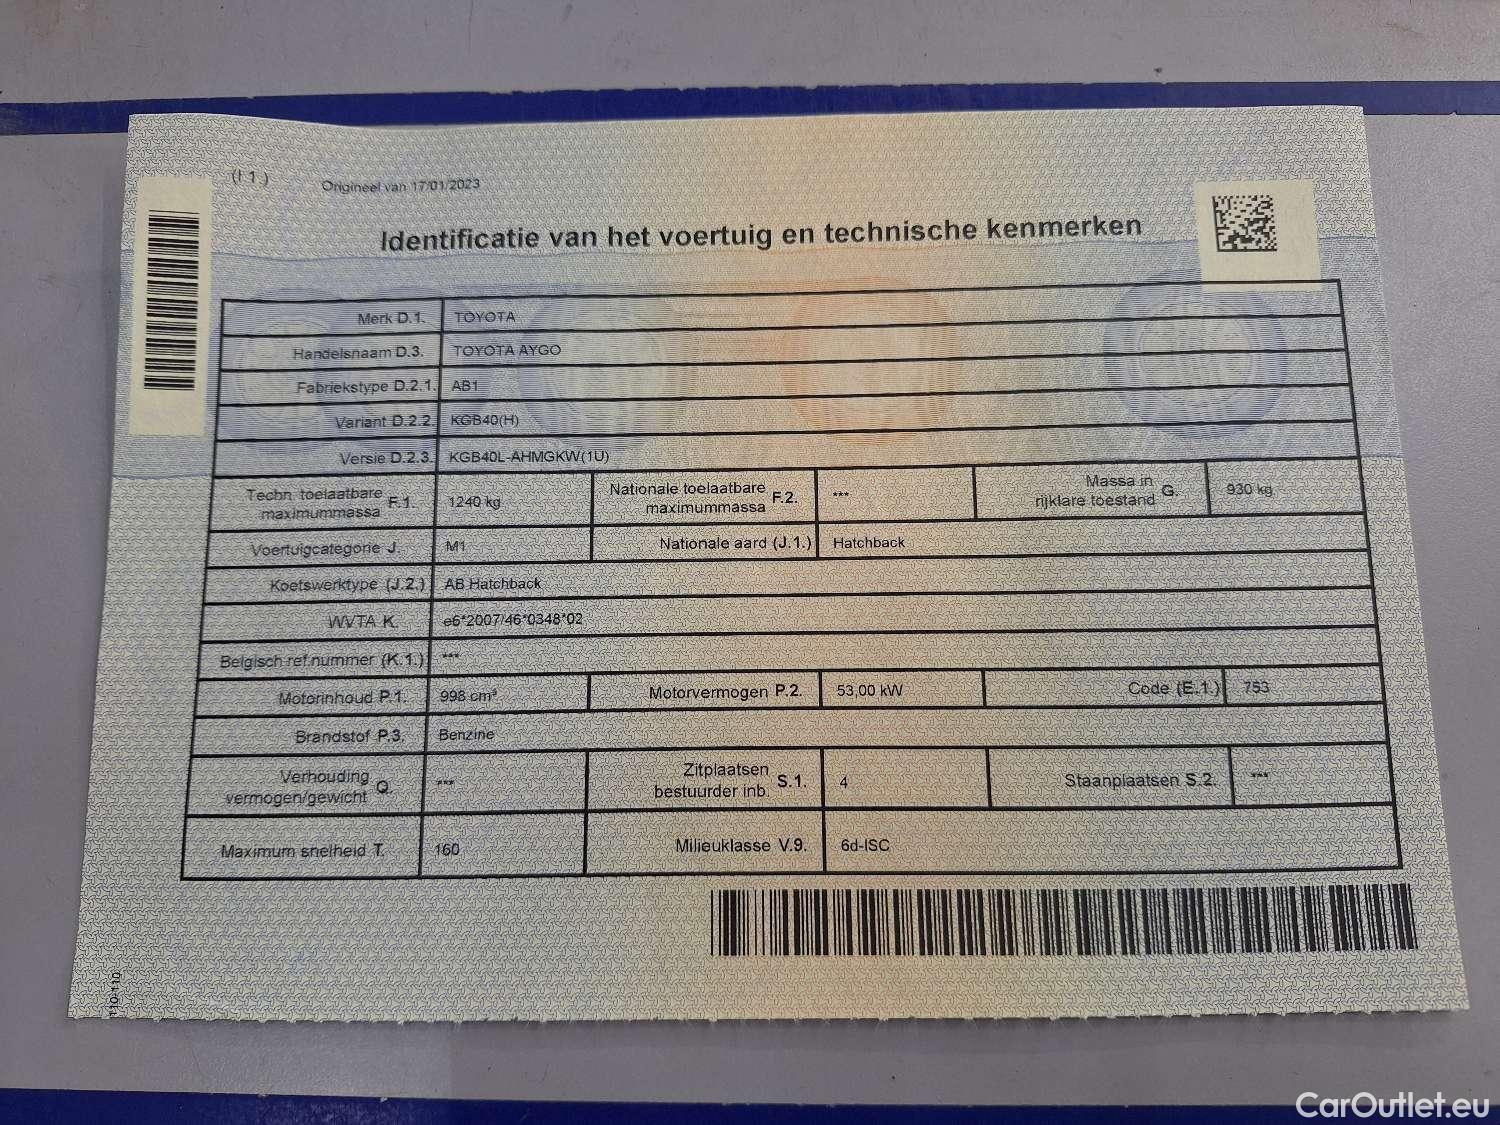 (I 1.) Origineel van 17/01/2023
Identificatie van het voertuig en technische kenmerken
Merk D.1. TOYOTA
Handelsnaam D.3. TOYOTA AYGO
Fabriekstype D.2.1. AB1
Variant D.2.2. KGB40(H)
Versie D.2.3. KGB40L-AHMGKW(1U)
Techn. toelaatbare maximummassa F.1. 1240 kg Nationale toelaatbare maximummassa F.2. *** Massa in rijklare toestand G. 930 kg
Voertuigcategorie J. M1 Nationale aard (J.1.) Hatchback
Koetswerktype (J.2.) AB Hatchback
WVTA K. e6*2007/46*0348*02
Belgisch ref.nummer (K.1.) ***
Motorinhoud P.1. 998 cm³ Motorvermogen P.2. 53,00 kW Code (E.1.) 753
Brandstof P.3. Benzine
Verhouding vermogen/gewicht Q. *** Zitplaatsen bestuurder inb. S.1. 4 Staanplaatsen S.2. ***
Maximum snelheid T. 160 Milieuklasse V.9. 6d-ISC
110-110
CarOutlet.eu